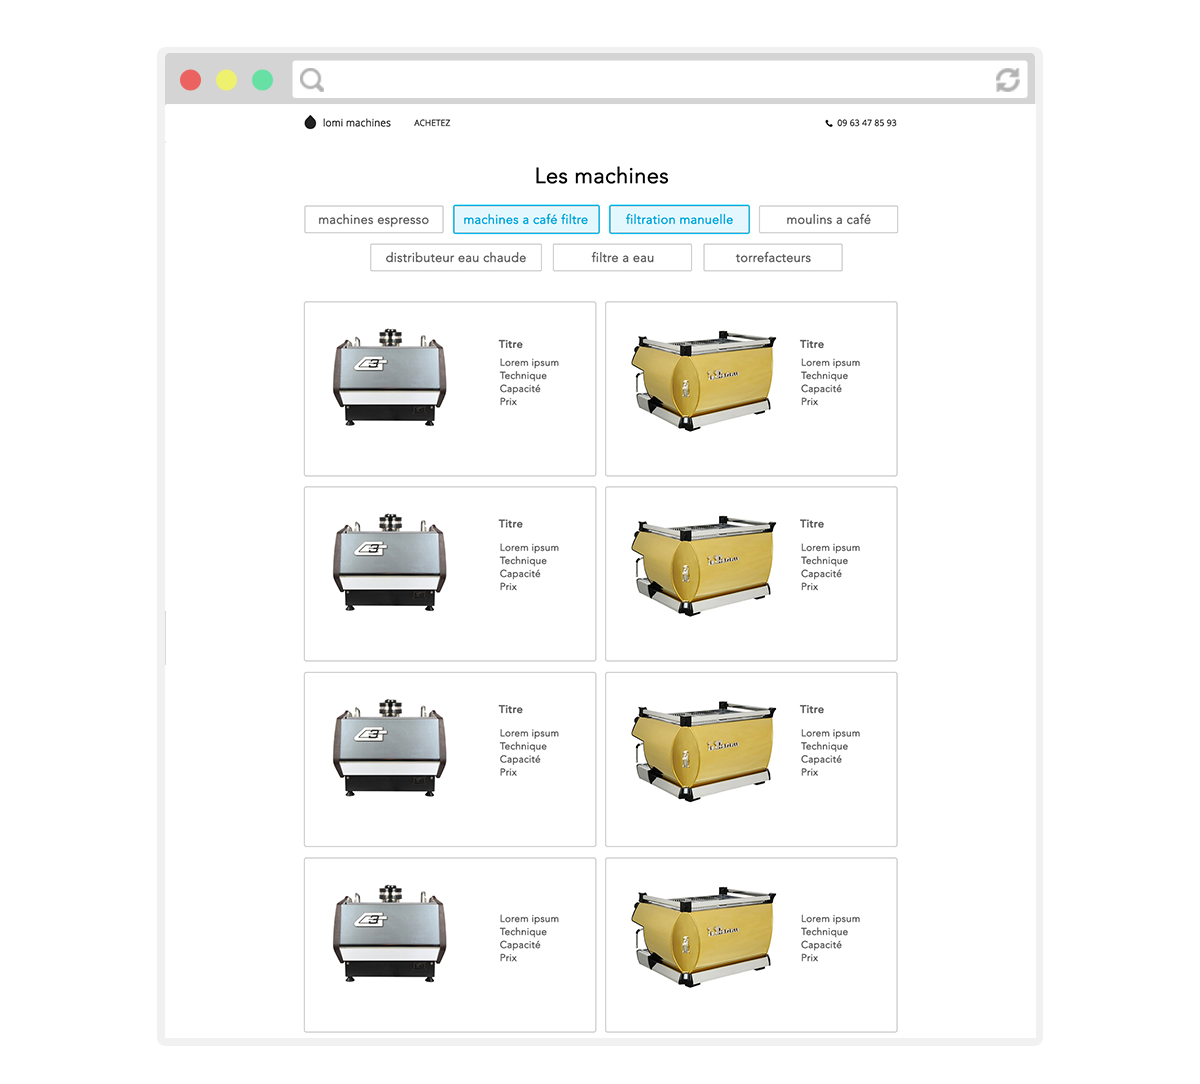 lomi machines ACHETEZ 09 63 47 85 93
Les machines
machines espresso machines a café filtre filtration manuelle moulins a café
distributeur eau chaude filtre a eau torrefacteurs
Titre
Lorem ipsum
Technique
Capacité
Prix
Titre
Lorem ipsum
Technique
Capacité
Prix
Titre
Lorem ipsum
Technique
Capacité
Prix
Titre
Lorem ipsum
Technique
Capacité
Prix
Titre
Lorem ipsum
Technique
Capacité
Prix
Titre
Lorem ipsum
Technique
Capacité
Prix
Lorem ipsum
Technique
Capacité
Prix
Lorem ipsum
Technique
Capacité
Prix